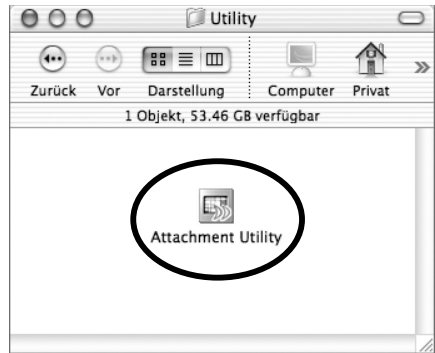 Utility
Zurück Vor Darstellung Computer Privat
1 Objekt, 53.46 GB verfügbar
Attachment Utility